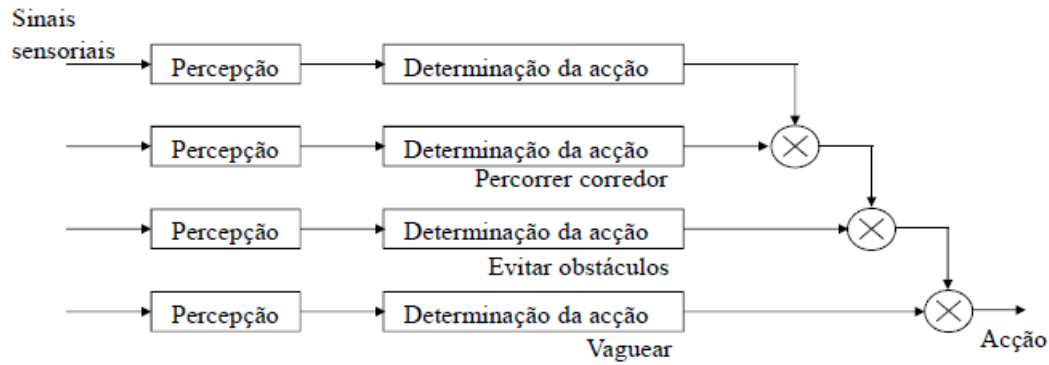 Sinais
sensoriais
Percepção
Determinação da acção
Percepção
Determinação da acção
Percorrer corredor
Percepção
Determinação da acção
Evitar obstáculos
Percepção
Determinação da acção
Vaguear
Acção